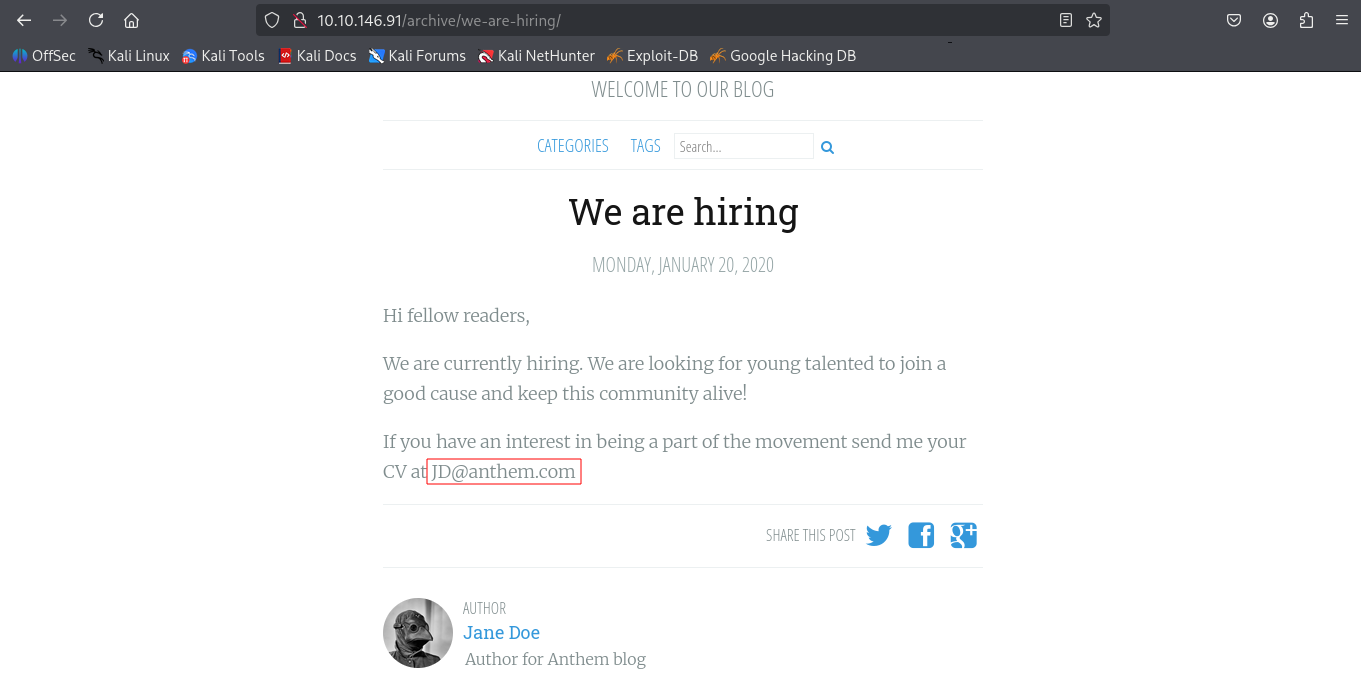 10.10.146.91/archive/we-are-hiring/
OffSec Kali Linux Kali Tools Kali Docs Kali Forums Kali NetHunter Exploit-DB Google Hacking DB
WELCOME TO OUR BLOG
CATEGORIES TAGS Search...
We are hiring
MONDAY, JANUARY 20, 2020
Hi fellow readers,
We are currently hiring. We are looking for young talented to join a
good cause and keep this community alive!
If you have an interest in being a part of the movement send me your
CV at JD@anthem.com
SHARE THIS POST
AUTHOR
Jane Doe
Author for Anthem blog